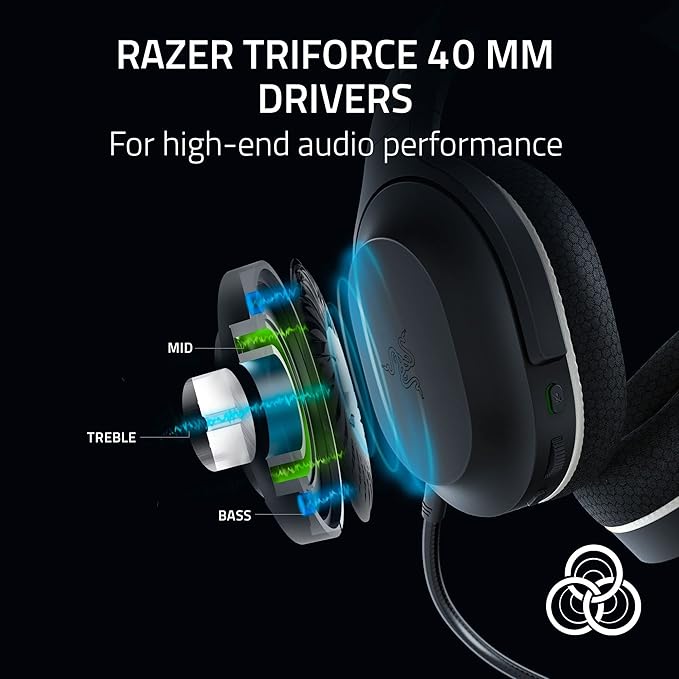 RAZER TRIFORCE 40 MM
DRIVERS
For high-end audio performance
MID
TREBLE
BASS